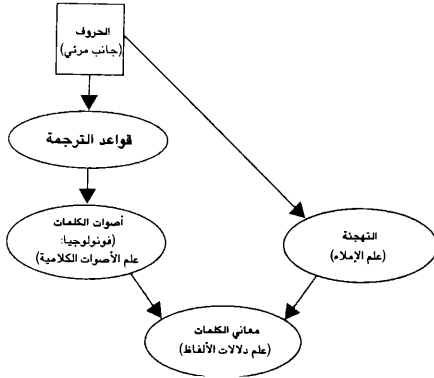 الحروف
(جانب مرئي)
قواعد الترجمة
أصوات الكلمات
(فونولوجيا:
علم الأصوات الكلامية)
التهجئة
(علم الإملاء)
معاني الكلمات
(علم دلالات الألفاظ)